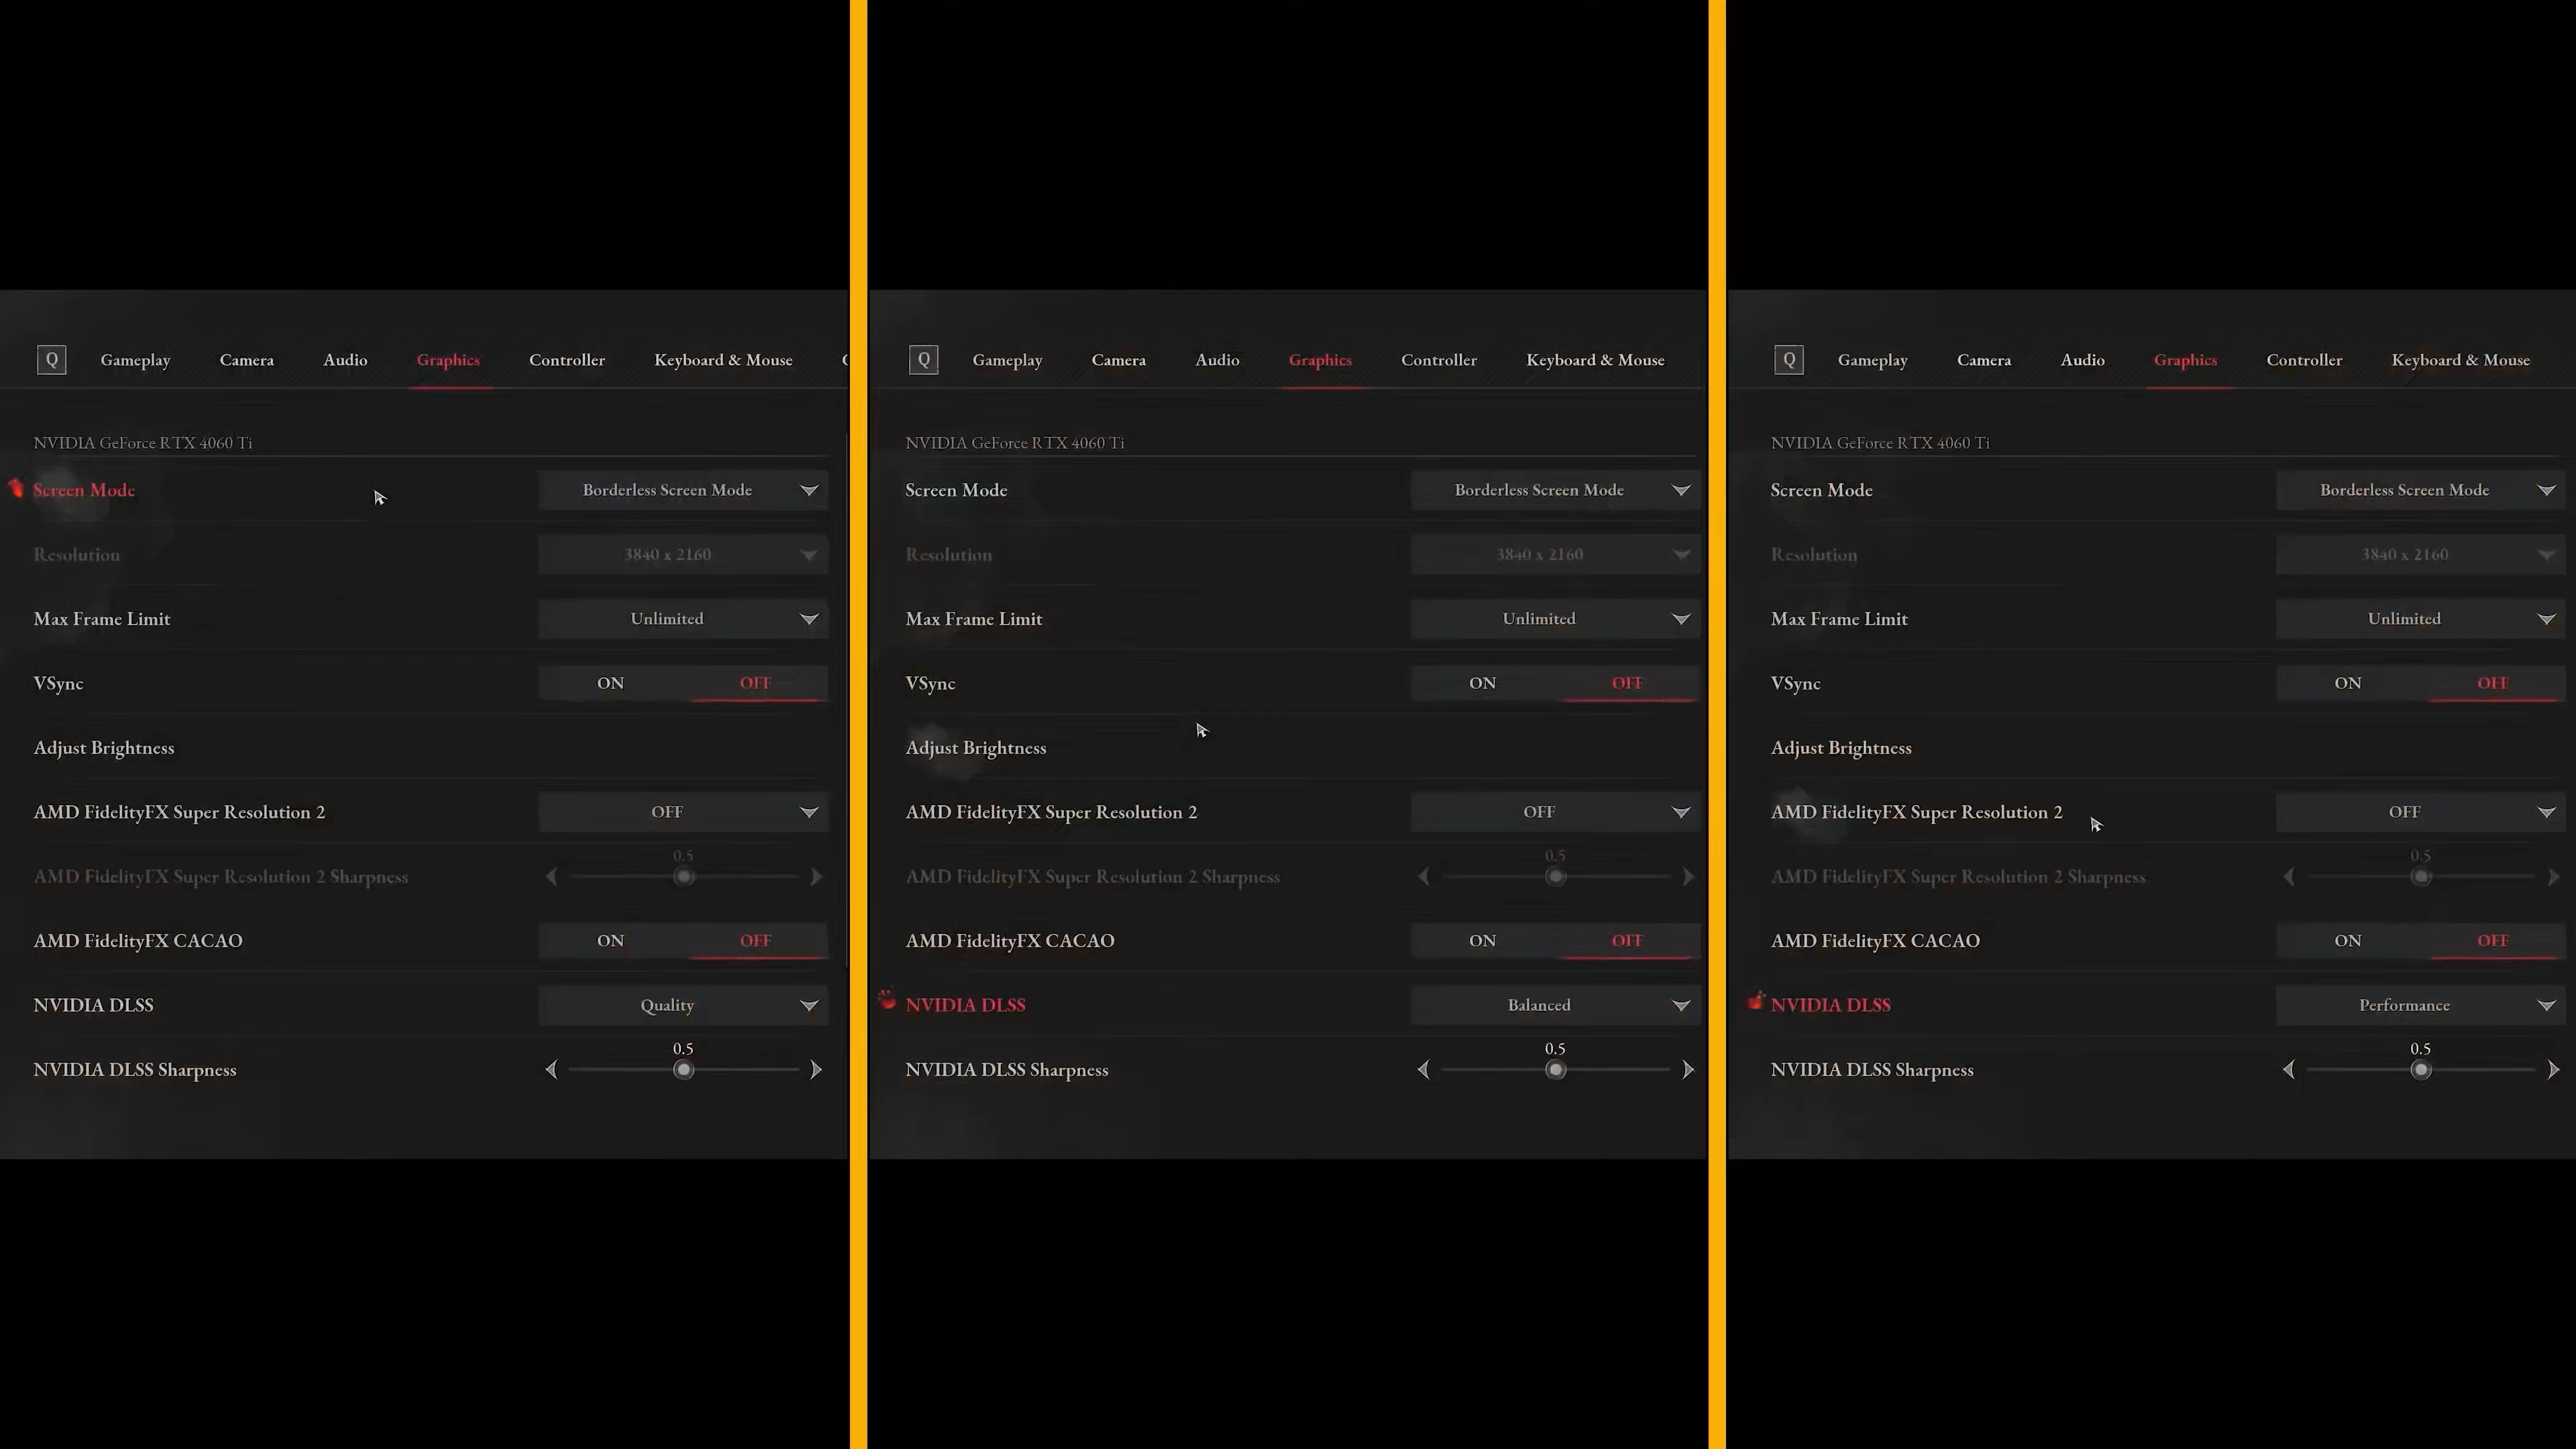 Q Gameplay Camera Audio Graphics Controller Keyboard & Mouse
NVIDIA GeForce RTX 4060 Ti
Screen Mode Borderless Screen Mode
Resolution 3840 x 2160
Max Frame Limit Unlimited
VSync ON OFF
Adjust Brightness
AMD FidelityFX Super Resolution 2 OFF
0.5
AMD FidelityFX Super Resolution 2 Sharpness
AMD FidelityFX CACAO ON OFF
NVIDIA DLSS Quality
0.5
NVIDIA DLSS Sharpness
Q Gameplay Camera Audio Graphics Controller Keyboard & Mouse
NVIDIA GeForce RTX 4060 Ti
Screen Mode Borderless Screen Mode
Resolution 3840 x 2160
Max Frame Limit Unlimited
VSync ON OFF
Adjust Brightness
AMD FidelityFX Super Resolution 2 OFF
0.5
AMD FidelityFX Super Resolution 2 Sharpness
AMD FidelityFX CACAO ON OFF
NVIDIA DLSS Balanced
0.5
NVIDIA DLSS Sharpness
Q Gameplay Camera Audio Graphics Controller Keyboard & Mouse
NVIDIA GeForce RTX 4060 Ti
Screen Mode Borderless Screen Mode
Resolution 3840 x 2160
Max Frame Limit Unlimited
VSync ON OFF
Adjust Brightness
AMD FidelityFX Super Resolution 2 OFF
0.5
AMD FidelityFX Super Resolution 2 Sharpness
AMD FidelityFX CACAO ON OFF
NVIDIA DLSS Performance
0.5
NVIDIA DLSS Sharpness